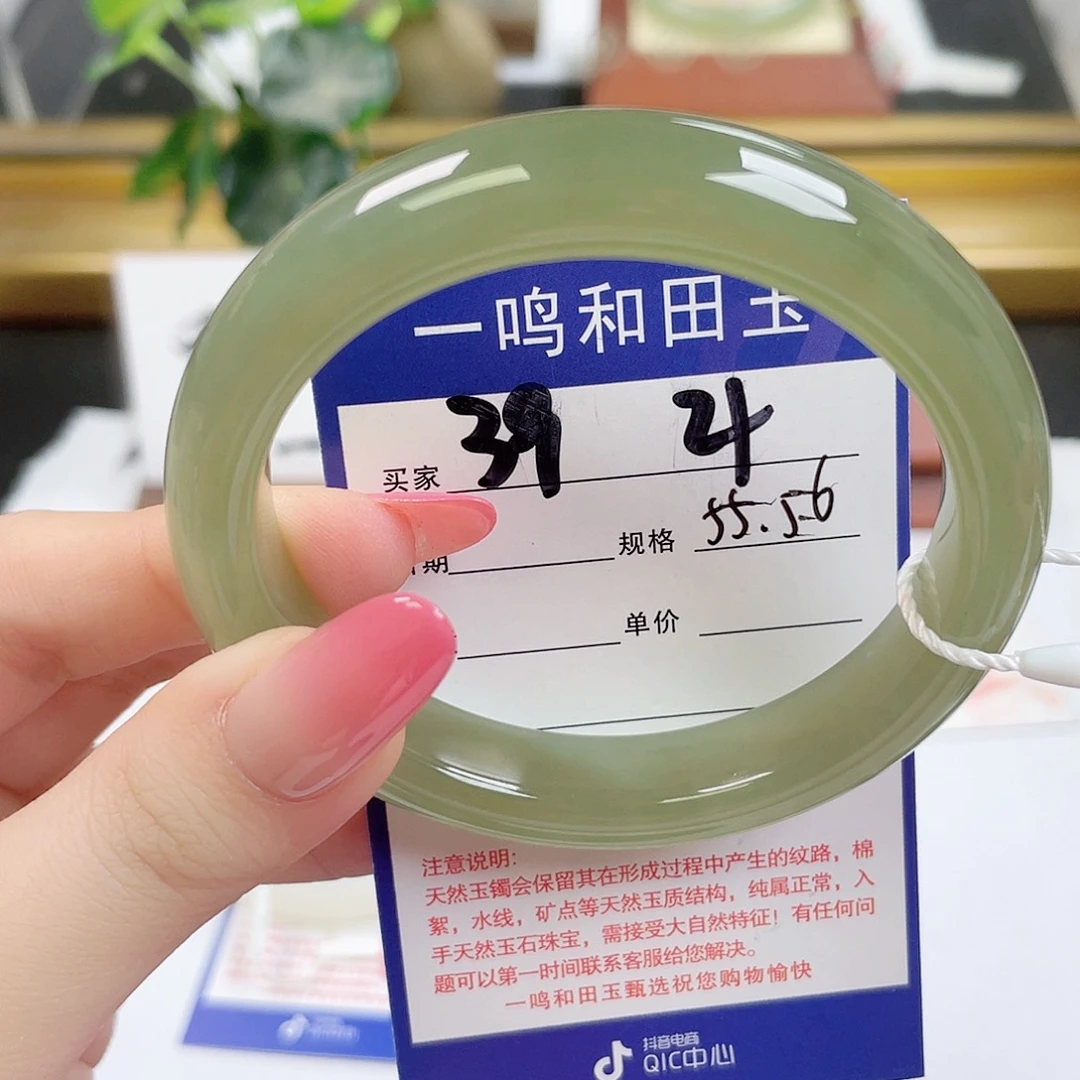 一鸣和田玉
买家 39 21
期 规格 55.56
单价
注意说明:
天然玉镯会保留其在形成过程中产生的纹路，棉
絮，水线，矿点等天然玉质结构，纯属正常，入
手天然玉石珠宝，需接受大自然特征！有任何问
题可以第一时间联系客服给您解决。
一鸣和田玉甄选祝您购物愉快
抖音电商
QIC中心